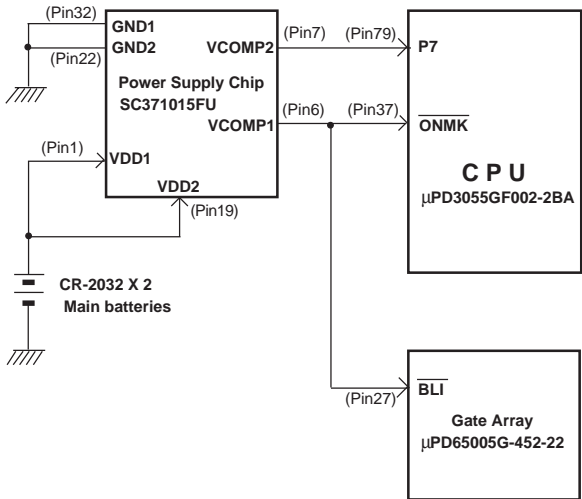 (Pin32)
GND1
GND2
(Pin22)
VCOMP2
(Pin7)
(Pin79)
P7
Power Supply Chip
SC371015FU
VCOMP1
(Pin6)
(Pin37)
ONMK
(Pin1)
VDD1
VDD2
(Pin19)
C P U
µPD3055GF002-2BA
CR-2032 X 2
Main batteries
(Pin27)
BLI
Gate Array
µPD65005G-452-22